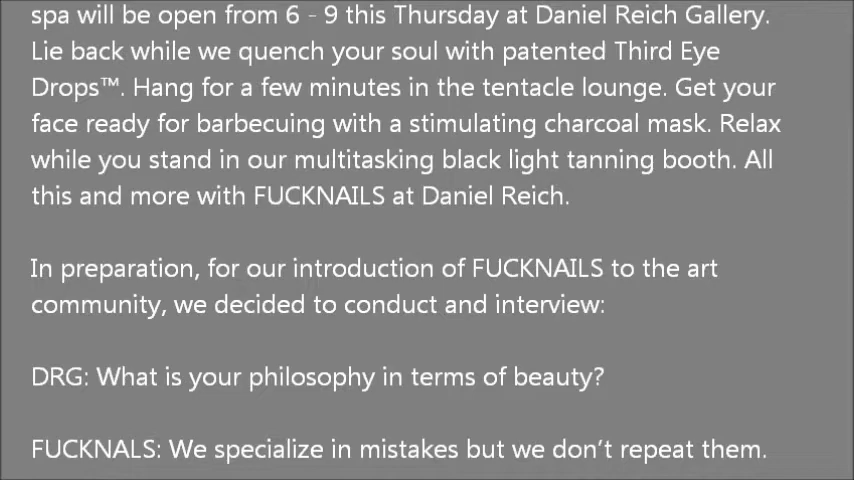 spa will be open from 6 - 9 this Thursday at Daniel Reich Gallery.
Lie back while we quench your soul with patented Third Eye
Drops™. Hang for a few minutes in the tentacle lounge. Get your
face ready for barbecuing with a stimulating charcoal mask. Relax
while you stand in our multitasking black light tanning booth. All
this and more with FUCKNAILS at Daniel Reich.
In preparation, for our introduction of FUCKNAILS to the art
community, we decided to conduct and interview:
DRG: What is your philosophy in terms of beauty?
FUCKNALS: We specialize in mistakes but we don’t repeat them.